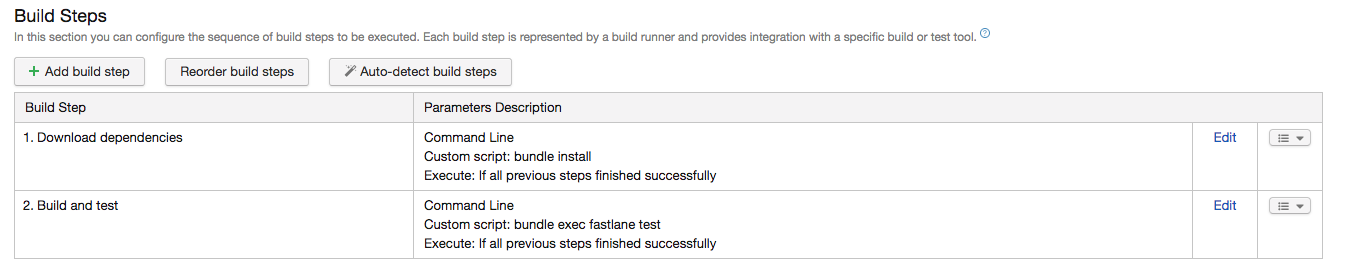 Build Steps
In this section you can configure the sequence of build steps to be executed. Each build step is represented by a build runner and provides integration with a specific build or test tool. ?
+ Add build step Reorder build steps Auto-detect build steps
Build Step Parameters Description
1. Download dependencies Command Line Edit
Custom script: bundle install
Execute: If all previous steps finished successfully
2. Build and test Command Line Edit
Custom script: bundle exec fastlane test
Execute: If all previous steps finished successfully